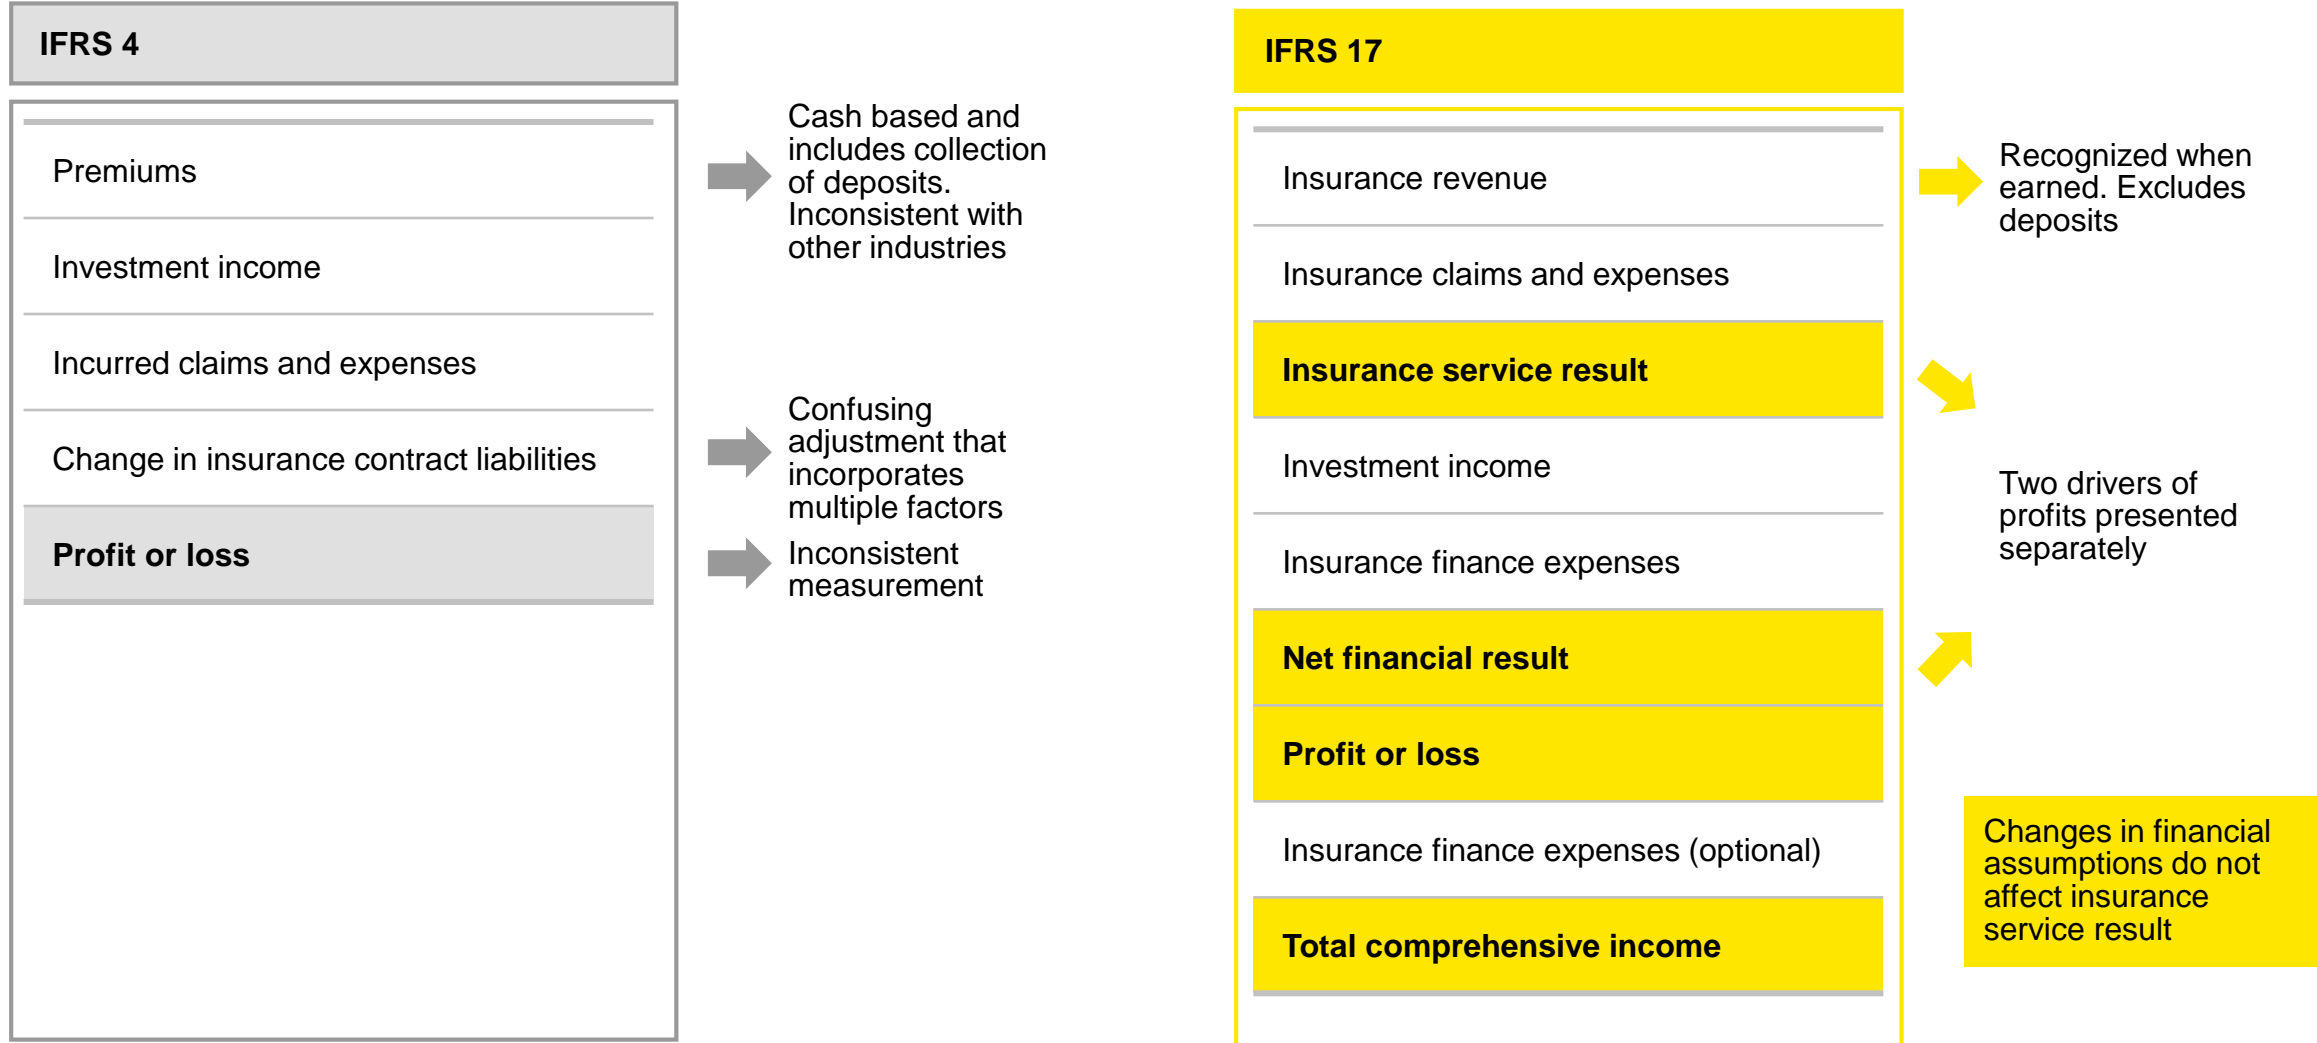 IFRS 4
Premiums
Investment income
Incurred claims and expenses
Change in insurance contract liabilities
Profit or loss
Cash based and
includes collection
of deposits.
Inconsistent with
other industries
Confusing
adjustment that
incorporates
multiple factors
Inconsistent
measurement
IFRS 17
Insurance revenue
Insurance claims and expenses
Insurance service result
Investment income
Insurance finance expenses
Net financial result
Profit or loss
Insurance finance expenses (optional)
Total comprehensive income
Recognized when
earned. Excludes
deposits
Two drivers of
profits presented
separately
Changes in financial
assumptions do not
affect insurance
service result